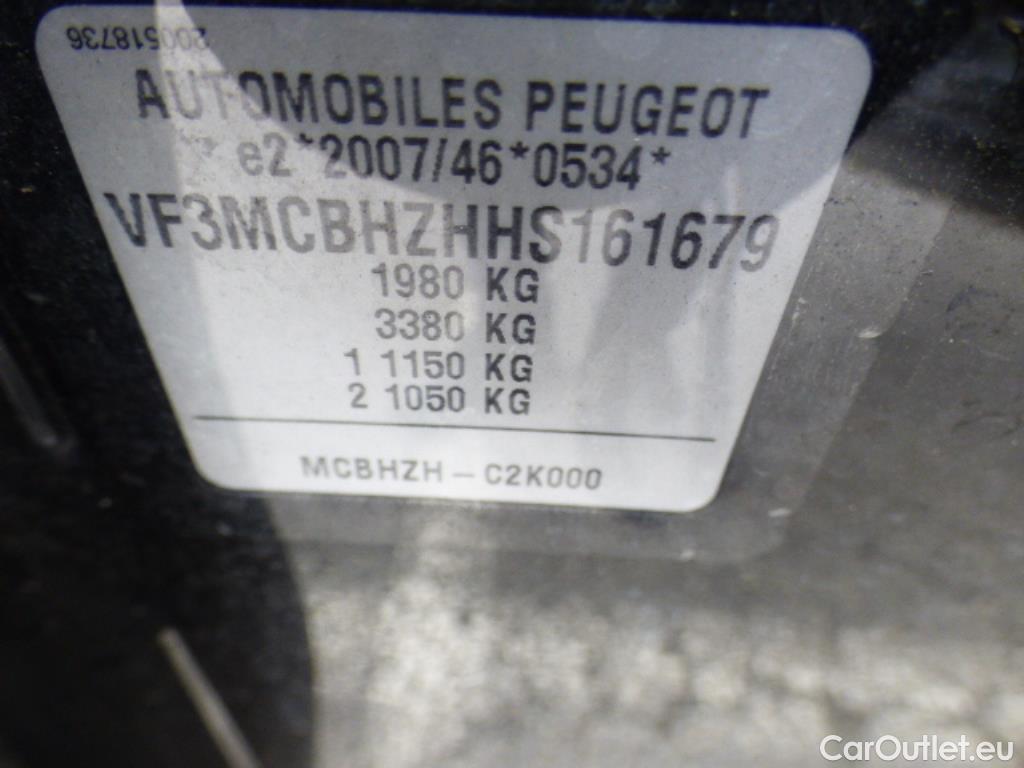 200518736
AUTOMOBILES PEUGEOT
* e2*2007/46*0534*
VF3MCBHZHHS161679
1980 KG
3380 KG
1 1150 KG
2 1050 KG
MCBHZH - C2K000
CarOutlet.eu